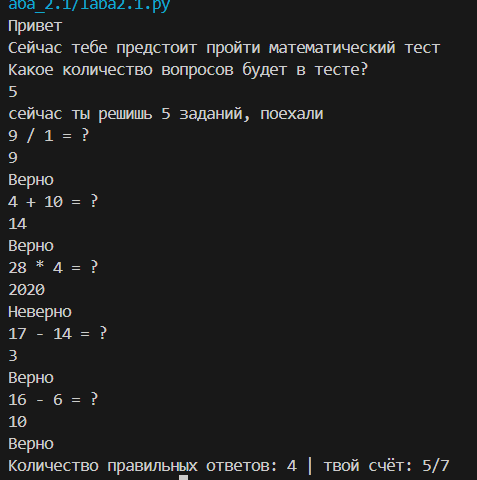 aba_2.1/laba2.1.py
Привет
Сейчас тебе предстоит пройти математический тест
Какое количество вопросов будет в тесте?
5
сейчас ты решишь 5 заданий, поехали
9 / 1 = ?
9
Верно
4 + 10 = ?
14
Верно
28 * 4 = ?
2020
Неверно
17 - 14 = ?
3
Верно
16 - 6 = ?
10
Верно
Количество правильных ответов: 4 | твой счёт: 5/7